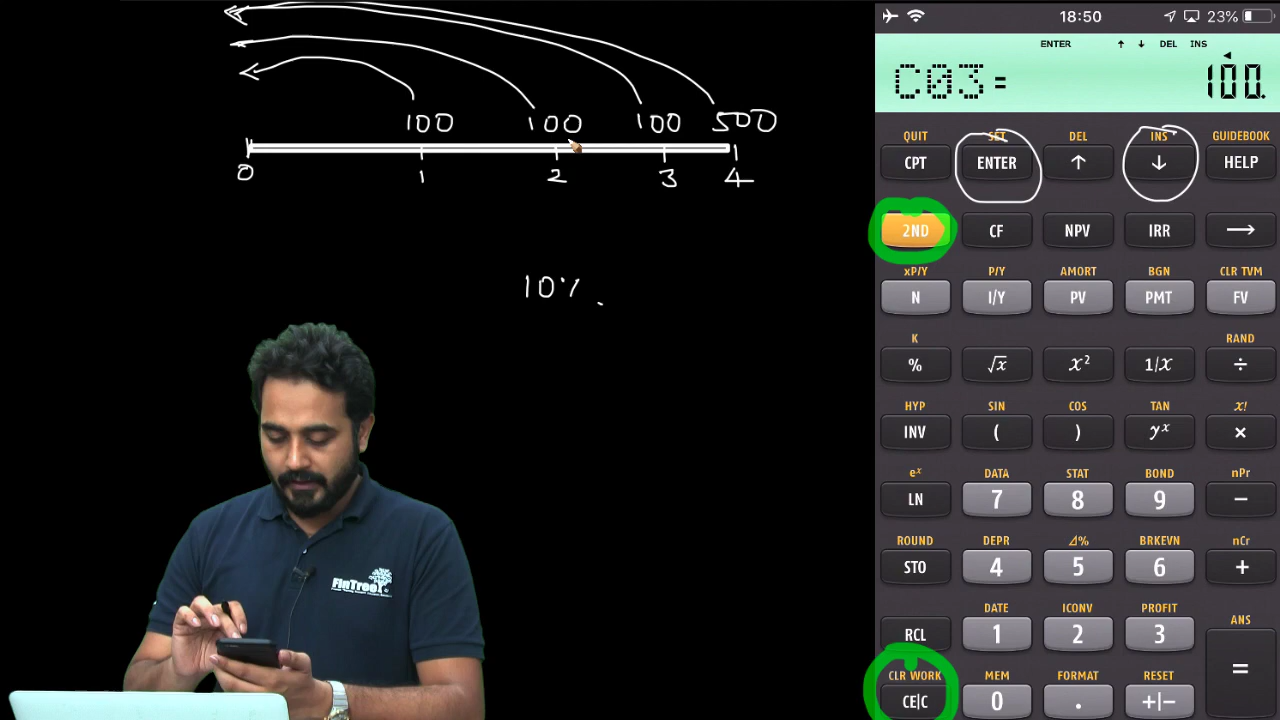 100 100 100 500
0 1 2 3 4
10%.
FinTree
18:50 23%
ENTER ↑ ↓ DEL INS
C03= 100.
QUIT SET DEL INS GUIDEBOOK
CPT ENTER ↑ ↓ HELP
2ND CF NPV IRR →
xP/Y P/Y AMORT BGN CLR TVM
N I/Y PV PMT FV
K RAND
% √x x² 1/x ÷
HYP SIN COS TAN x!
INV ( ) yˣ ×
eˣ DATA STAT BOND nPr
LN 7 8 9 −
ROUND DEPR Δ% BRKEVN nCr
STO 4 5 6 +
DATE ICONV PROFIT ANS
RCL 1 2 3 =
CLR WORK MEM FORMAT RESET
CE|C 0 . +|−